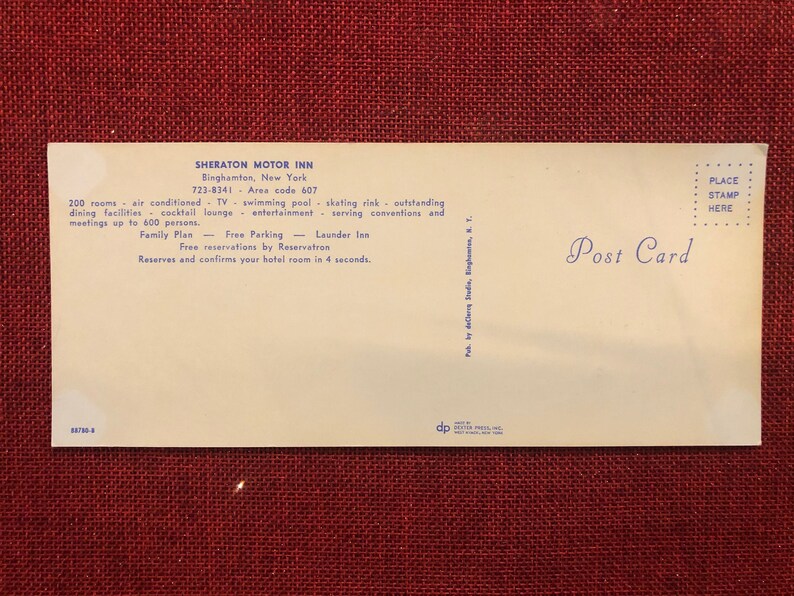 SHERATON MOTOR INN
Binghamton, New York
723-8341 - Area code 607
200 rooms - air conditioned - TV - swimming pool - skating rink - outstanding
dining facilities - cocktail lounge - entertainment - serving conventions and
meetings up to 600 persons.
Family Plan — Free Parking — Launder Inn
Free reservations by Reservatron
Reserves and confirms your hotel room in 4 seconds.
88780-B
Pub. by deClercq Studio, Binghamton, N. Y.
dp
MADE BY
DEXTER PRESS, INC.
WEST NYACK, NEW YORK
PLACE
STAMP
HERE
Post Card